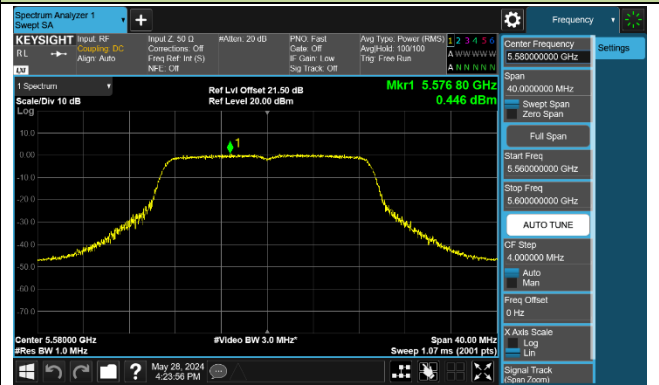 Spectrum Analyzer 1
Swept SA
Frequency
KEYSIGHT
RL
LXI
Input: RF
Coupling: DC
Align: Auto
Input Z: 50 Ω
Corrections: Off
Freq Ref: Int (S)
NFE: Off
#Atten: 20 dB
PNO: Fast
Gate: Off
IF Gain: Low
Sig Track: Off
Avg Type: Power (RMS)
Avg|Hold: 100/100
Trig: Free Run
1 2 3 4 5 6
A W W W W W
A N N N N N
1 Spectrum
Scale/Div 10 dB
Log
Ref Lvl Offset 21.50 dB
Ref Level 20.00 dBm
Mkr1 5.576 80 GHz
0.446 dBm
1
10.0
0.00
-10.0
-20.0
-30.0
-40.0
-50.0
-60.0
-70.0
Center 5.58000 GHz
#Res BW 1.0 MHz
#Video BW 3.0 MHz*
Span 40.00 MHz
Sweep 1.07 ms (2001 pts)
May 28, 2024
4:23:56 PM
Center Frequency
5.580000000 GHz
Span
40.0000000 MHz
Swept Span
Zero Span
Full Span
Start Freq
5.560000000 GHz
Stop Freq
5.600000000 GHz
AUTO TUNE
CF Step
4.000000 MHz
Auto
Man
Freq Offset
0 Hz
X Axis Scale
Log
Lin
Signal Track
(Span Zoom)
Settings